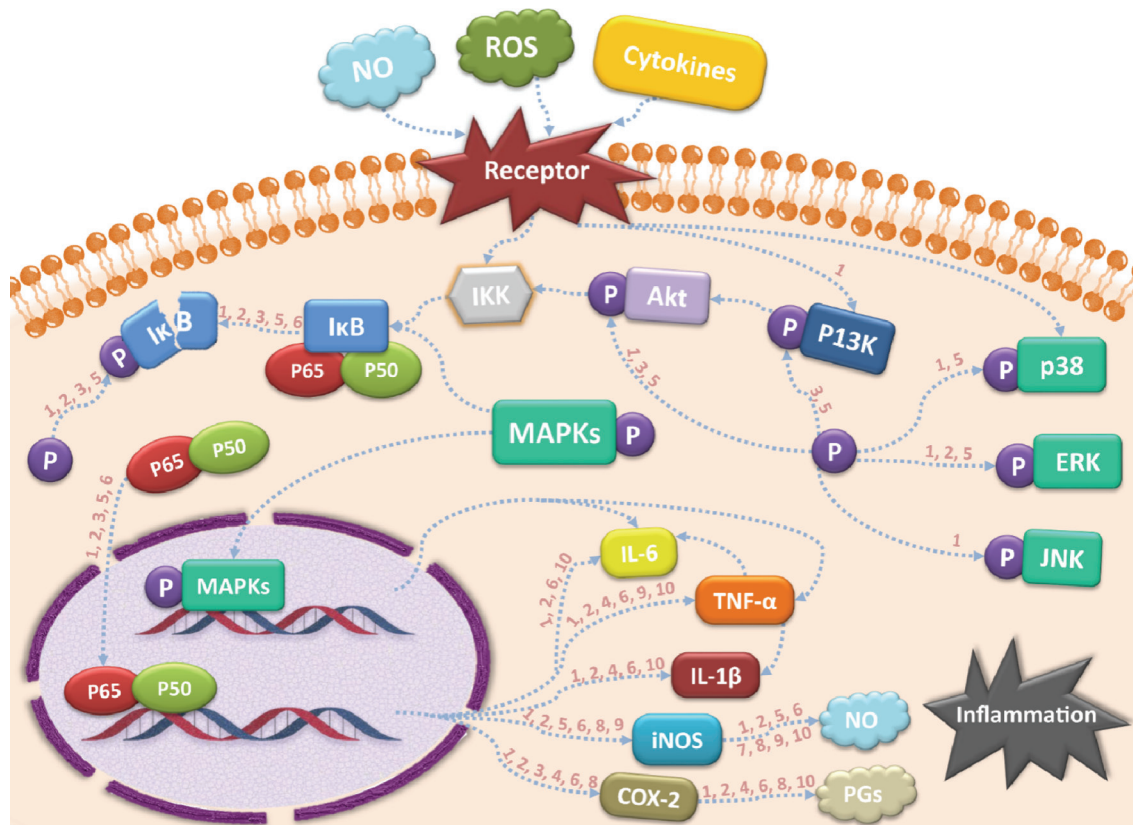 NO
ROS
Cytokines
Receptor
1
IKK
P
Akt
P
P13K
P
IκB
1, 2, 3, 5, 6
IκB
P65
P50
1, 2, 3, 5
P
1, 3, 5
3, 5
1, 5
P
p38
MAPKs
P
P
1, 2, 5
P
ERK
P65
P50
1, 2, 3, 5, 6
1
P
JNK
P
MAPKs
IL-6
1, 2, 6, 10
TNF-α
1, 2, 4, 6, 9, 10
P65
P50
1, 2, 4, 6, 10
IL-1β
1, 2, 5, 6, 8, 9
iNOS
1, 2, 5, 6
7, 8, 9, 10
NO
Inflammation
1, 2, 3, 4, 6, 8
COX-2
1, 2, 4, 6, 8, 10
PGs